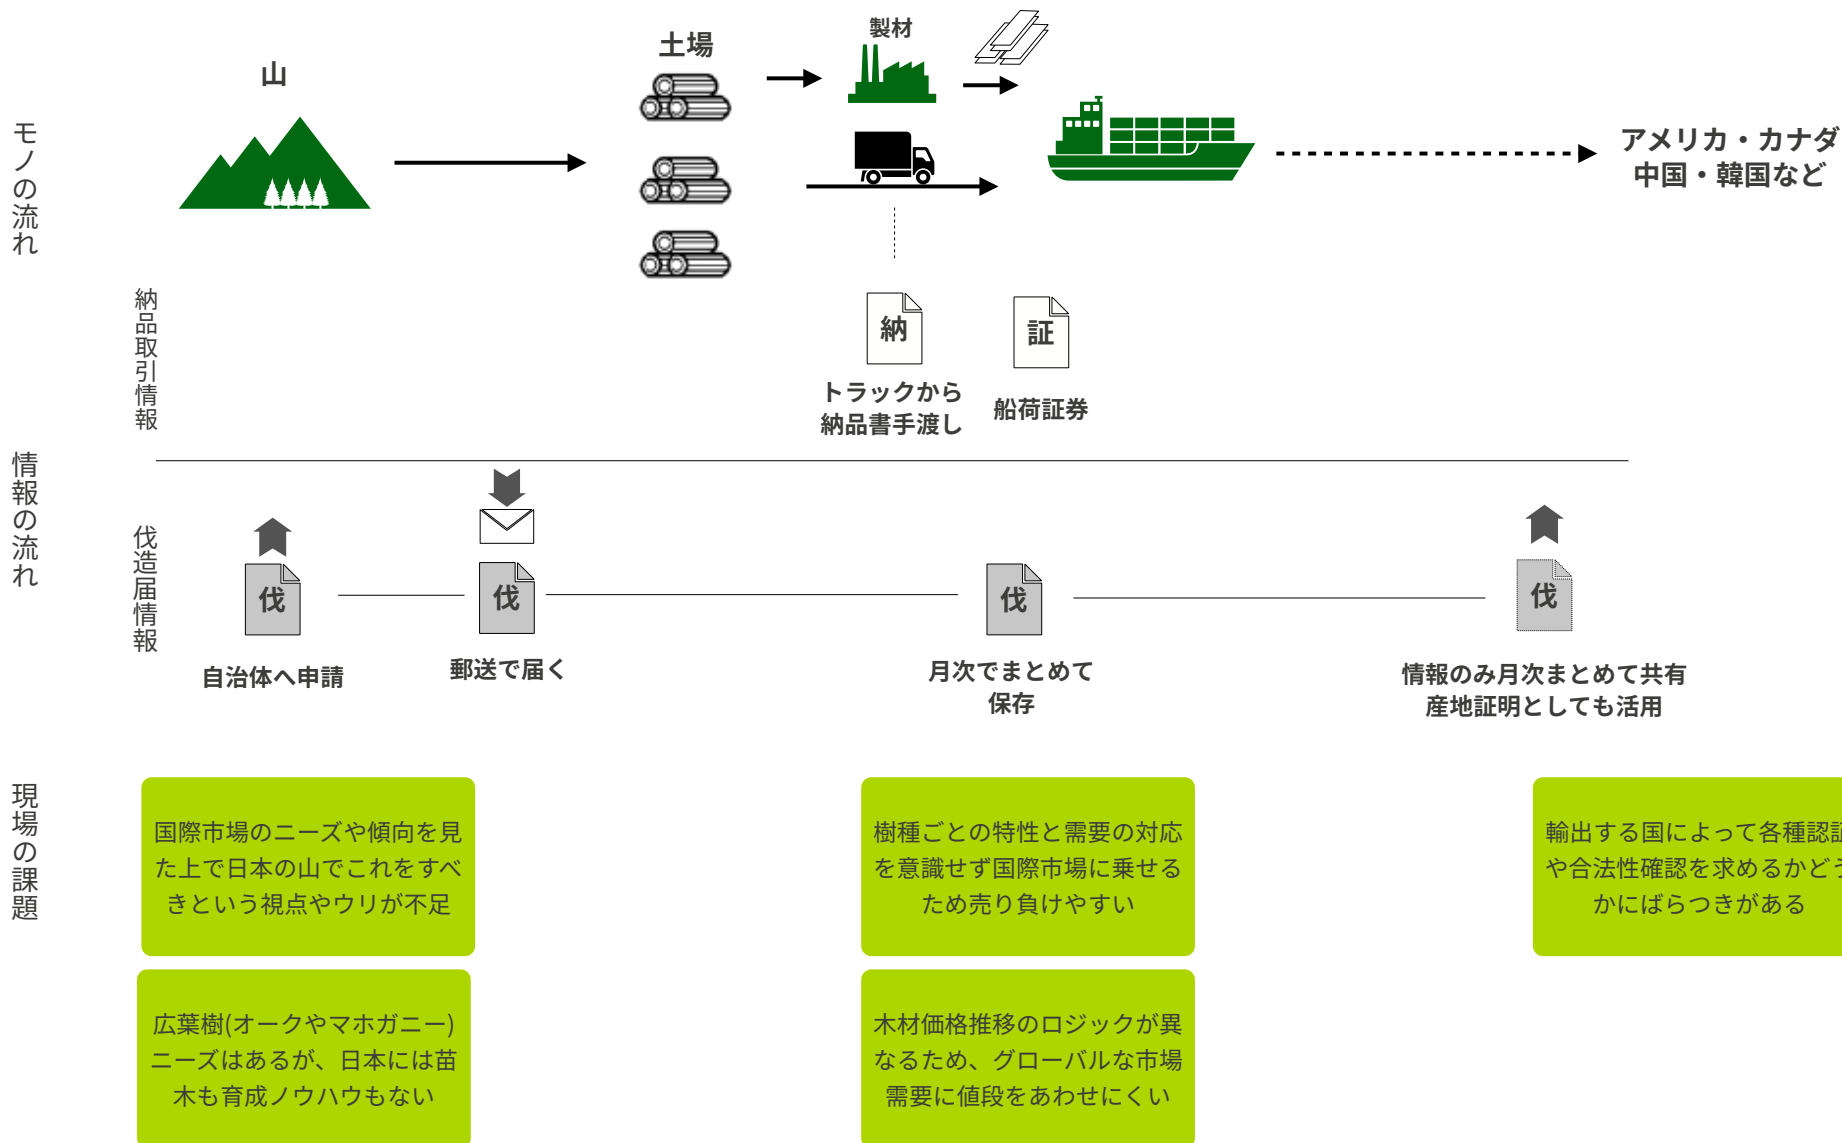 モノの流れ
山
土場
製材
アメリカ・カナダ
中国・韓国など
情報の流れ
納品取引情報
納
トラックから
納品書手渡し
証
船荷証券
伐造届情報
伐
自治体へ申請
伐
郵送で届く
伐
月次でまとめて
保存
伐
情報のみ月次まとめて共有
産地証明としても活用
現場の課題
国際市場のニーズや傾向を見
た上で日本の山でこれをすべ
きという視点やウリが不足
広葉樹(オークやマホガニー)
ニーズはあるが、日本には苗
木も育成ノウハウもない
樹種ごとの特性と需要の対応
を意識せず国際市場に乗せる
ため売り負けやすい
木材価格推移のロジックが異
なるため、グローバルな市場
需要に値段をあわせにくい
輸出する国によって各種認証
や合法性確認を求めるかどう
かにばらつきがある